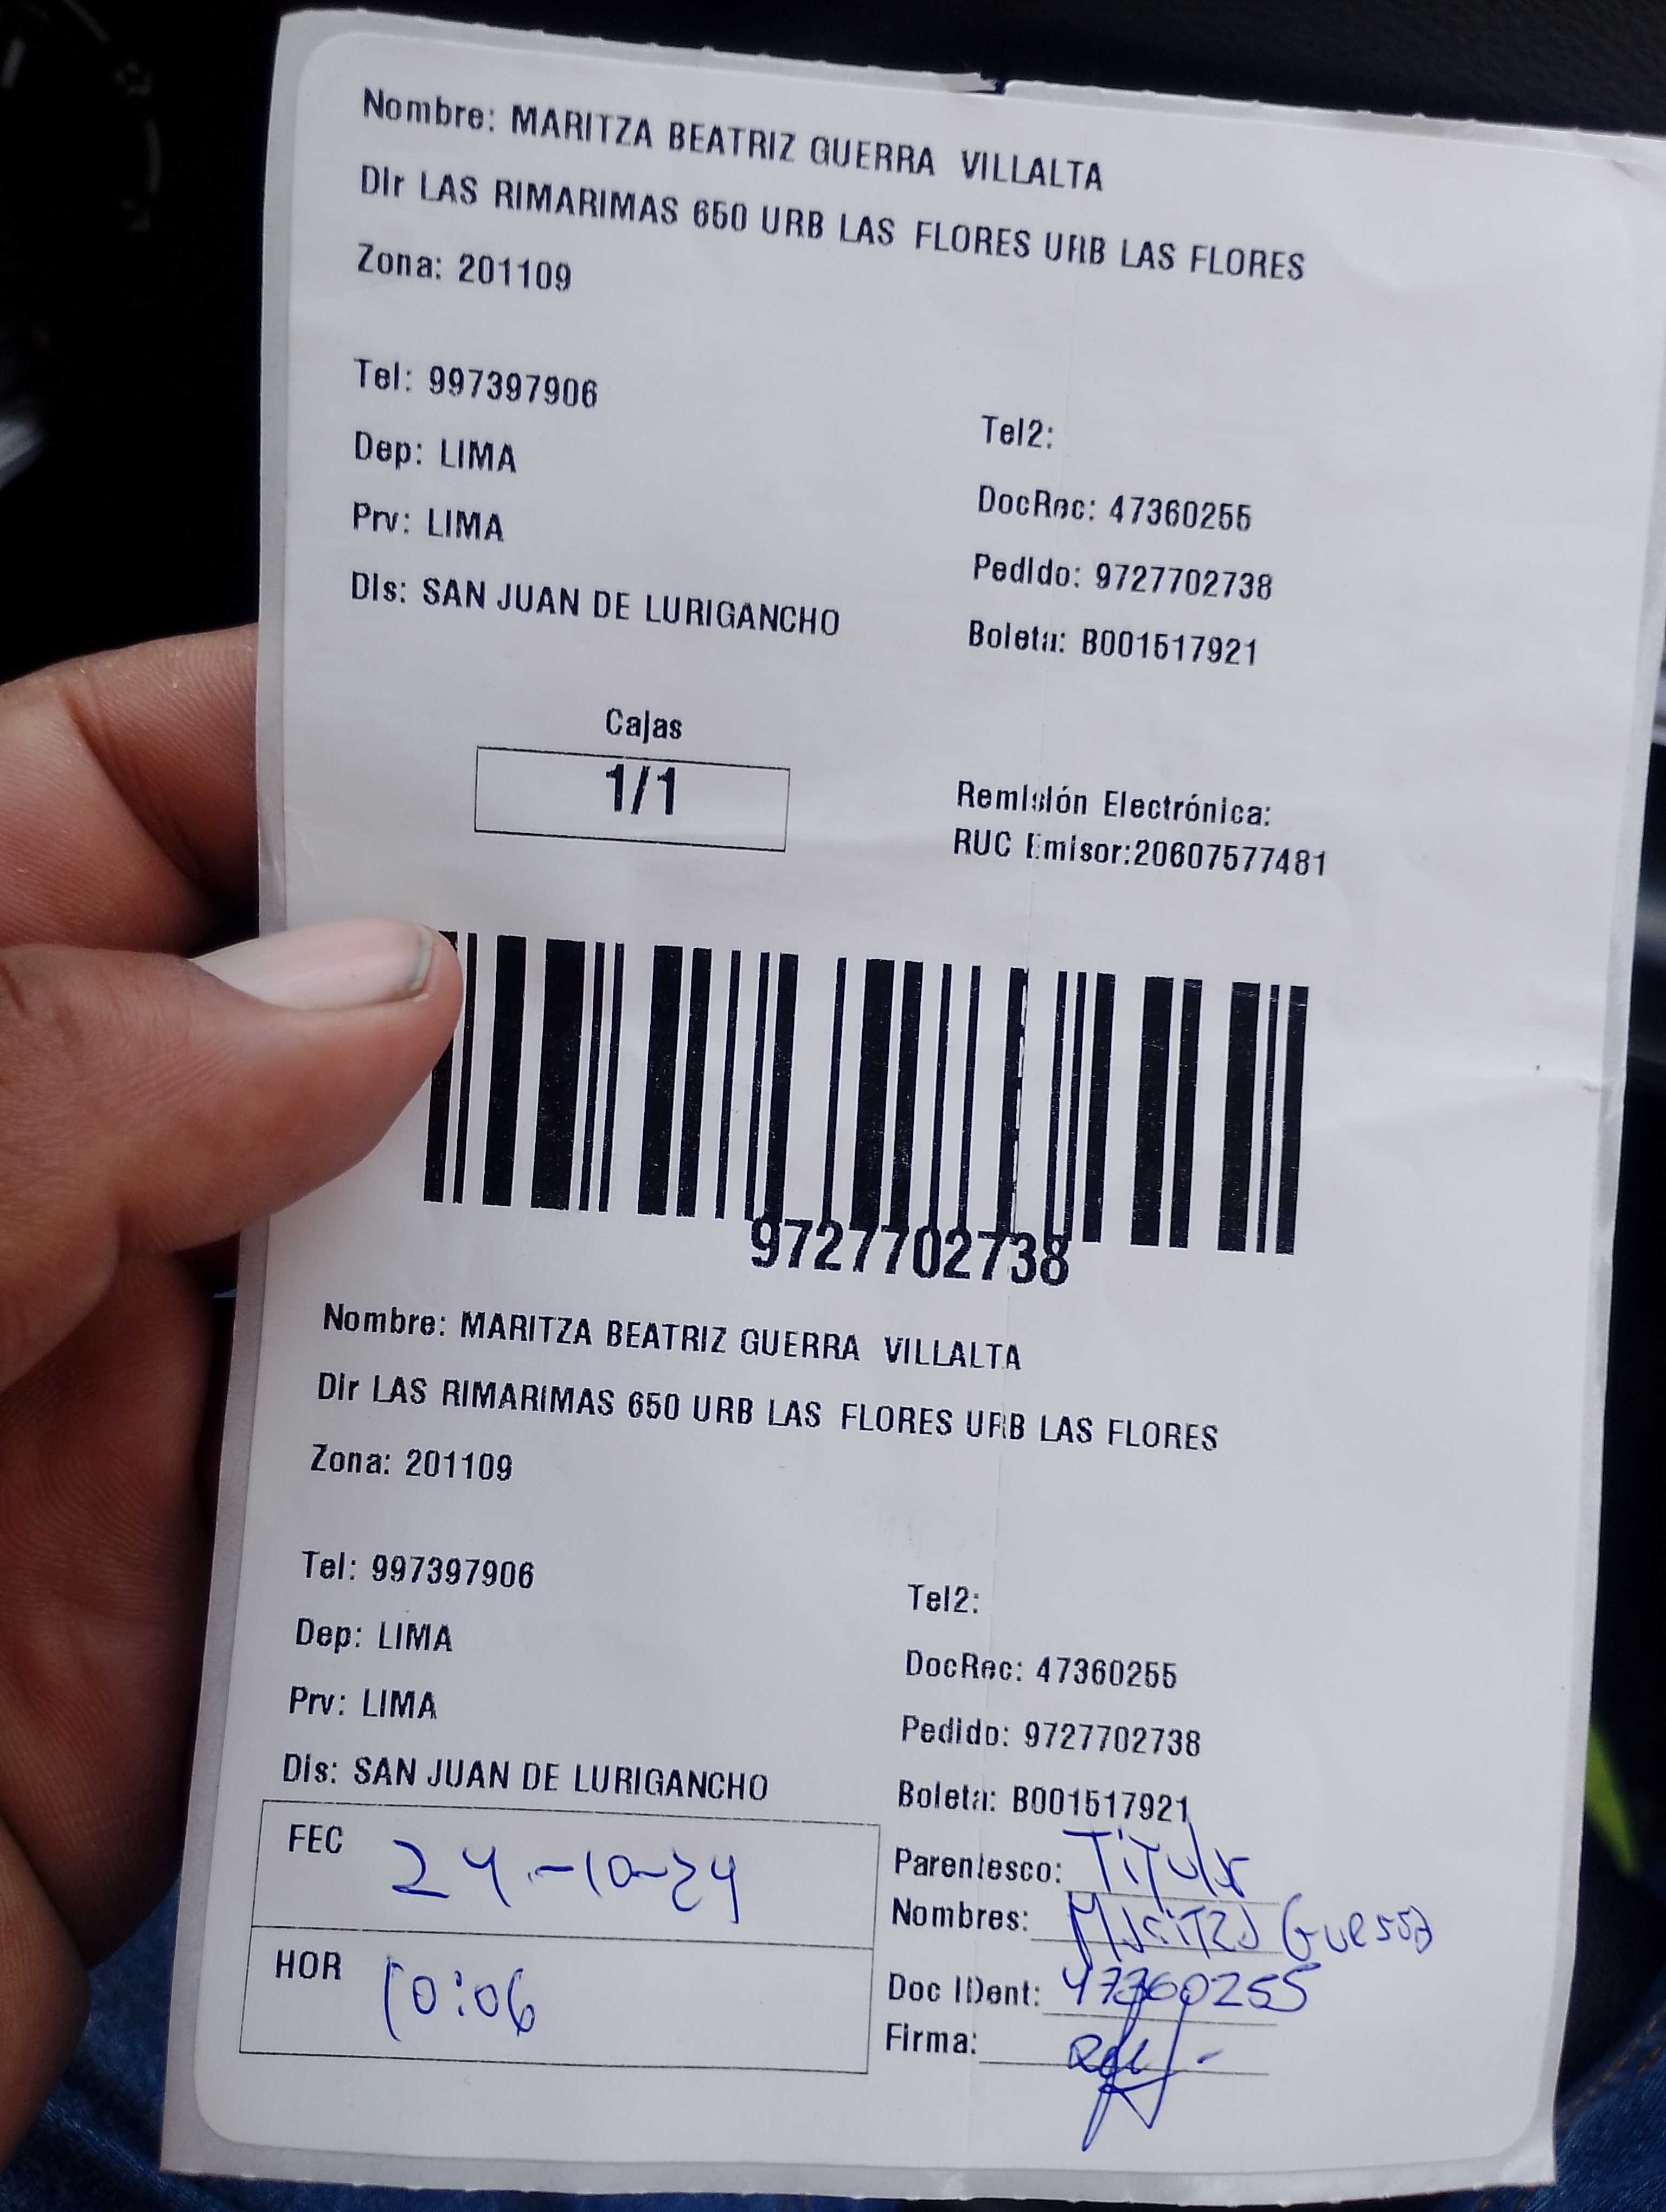 Nombre: MARITZA BEATRIZ GUERRA VILLALTA
Dir LAS RIMARIMAS 650 URB LAS FLORES URB LAS FLORES
Zona: 201109
Tel: 997397906
Tel2:
Dep: LIMA
DocRec: 47360255
Prv: LIMA
Pedido: 9727702738
Dis: SAN JUAN DE LURIGANCHO
Boleta: B001517921
Cajas
1/1
Remisión Electrónica:
RUC Emisor:20607577481
9727702738
Nombre: MARITZA BEATRIZ GUERRA VILLALTA
Dir LAS RIMARIMAS 650 URB LAS FLORES URB LAS FLORES
Zona: 201109
Tel: 997397906
Tel2:
Dep: LIMA
DocRec: 47360255
Prv: LIMA
Pedido: 9727702738
Dis: SAN JUAN DE LURIGANCHO
Boleta: B001517921
FEC 24-10-24
HOR 10:06
Parentesco: Titular
Nombres: Maritza Guerra
Doc IDent: 47360255
Firma: